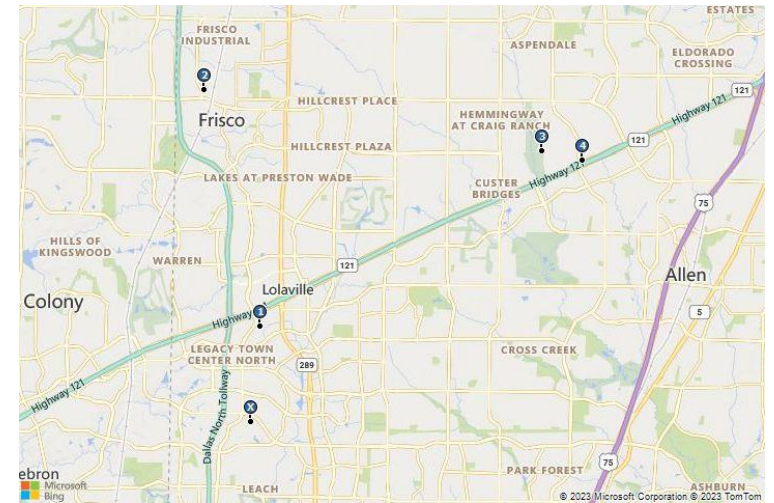 ESTATES
FRISCO
INDUSTRIAL
ASPENDALE
ELDORADO
CROSSING
2
121
HILLCREST PLACE
Frisco
HEMMINGWAY
AT CRAIG RANCH
Highway 121
121
3
4
HILLCREST PLAZA
Highway 121
LAKES AT PRESTON WADE
CUSTER
BRIDGES
75
HILLS OF
KINGSWOOD
WARREN
121
Allen
Lolaville
Colony
1
5
Highway
LEGACY TOWN
CENTER NORTH
CROSS CREEK
289
Highway 121
Dallas North Tollway
X
ebron
75
PARK FOREST
Microsoft
Bing
LEACH
ASHBURN
© 2023 Microsoft Corporation © 2023 TomTom